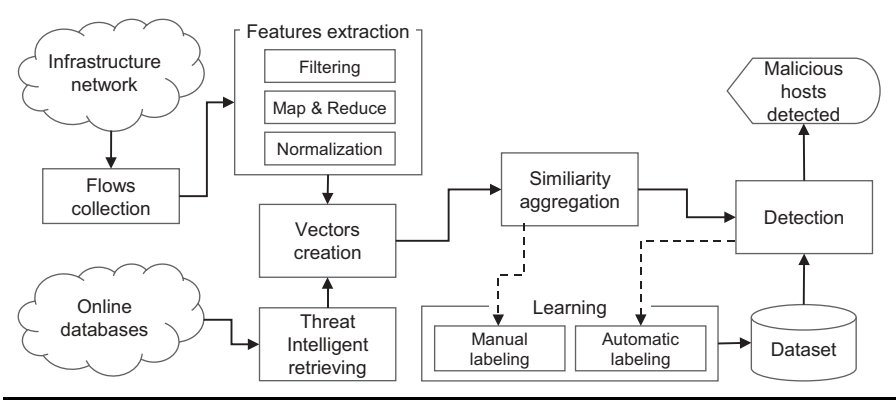 Infrastructure
network
Flows
collection
Features extraction
Filtering
Map & Reduce
Normalization
Vectors
creation
Online
databases
Threat
Intelligent
retrieving
Similiarity
aggregation
Learning
Manual
labeling
Automatic
labeling
Dataset
Detection
Malicious
hosts
detected